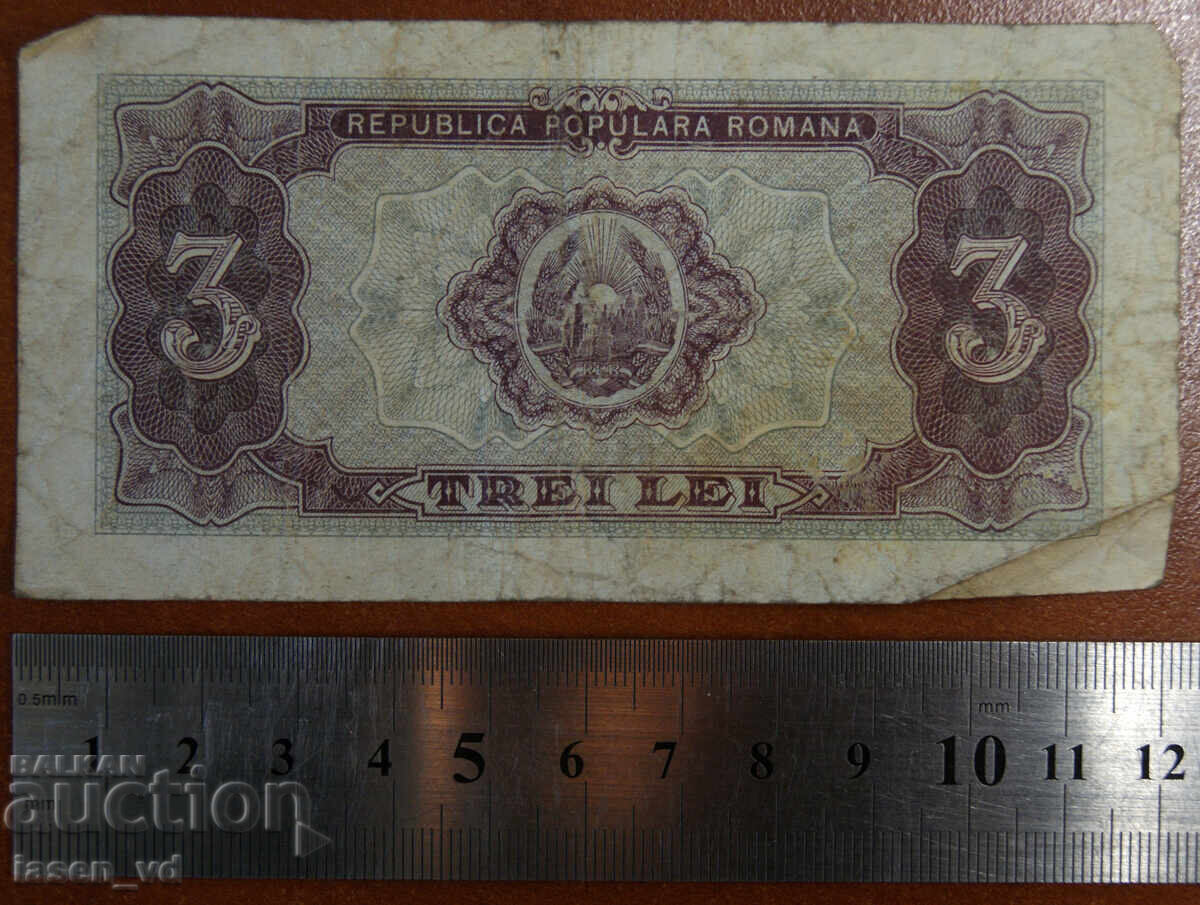 REPUBLICA POPULARA ROMANA
3 3
TREI LEI
0.5mm mm
1 2 3 4 5 6 7 8 9 10 11 12
mm
BALKAN
auction
iasen_vd